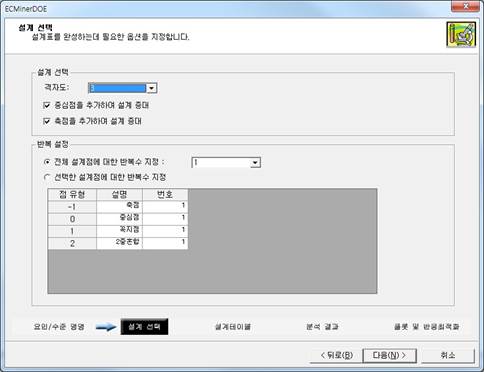 ECMinerDOE
설계 선택
설계표를 완성하는데 필요한 옵션을 지정합니다.
설계 선택
격자도: 3
중심점을 추가하여 설계 증대
축점을 추가하여 설계 증대
반복 설정
전체 설계점에 대한 반복수 지정 : 1
선택한 설계점에 대한 반복수 지정
점 유형 설명 번호
-1 축점 1
0 중심점 1
1 꼭지점 1
2 2중혼합 1
요인/수준 명명 설계 선택 설계테이블 분석 결과 플롯 및 반응최적화
< 뒤로(B) 다음(N) > 취소